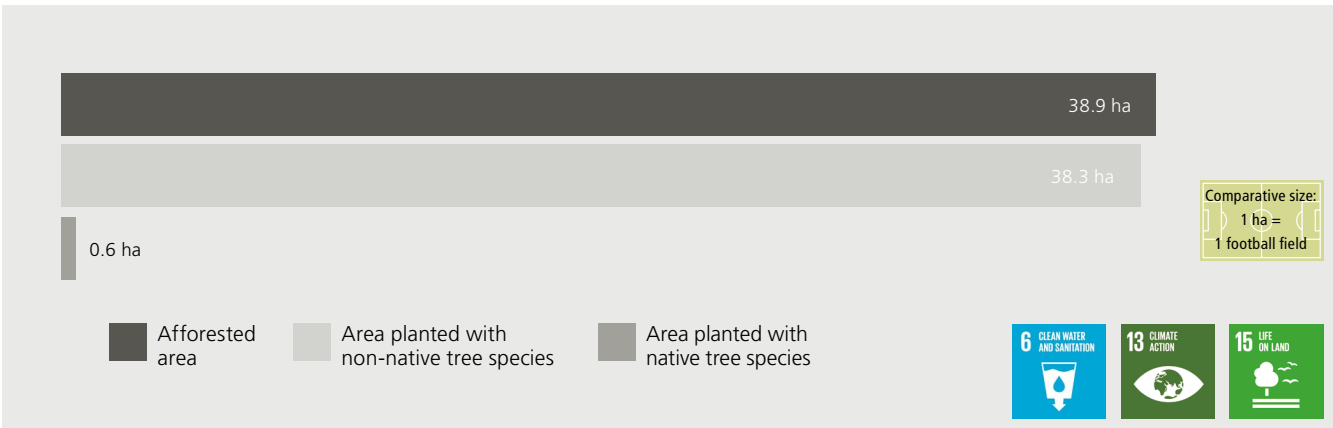 38.9 ha
38.3 ha
0.6 ha
Comparative size:
1 ha =
1 football field
Afforested
area
Area planted with
non-native tree species
Area planted with
native tree species
6 CLEAN WATER
AND SANITATION
13 CLIMATE
ACTION
15 LIFE
ON LAND